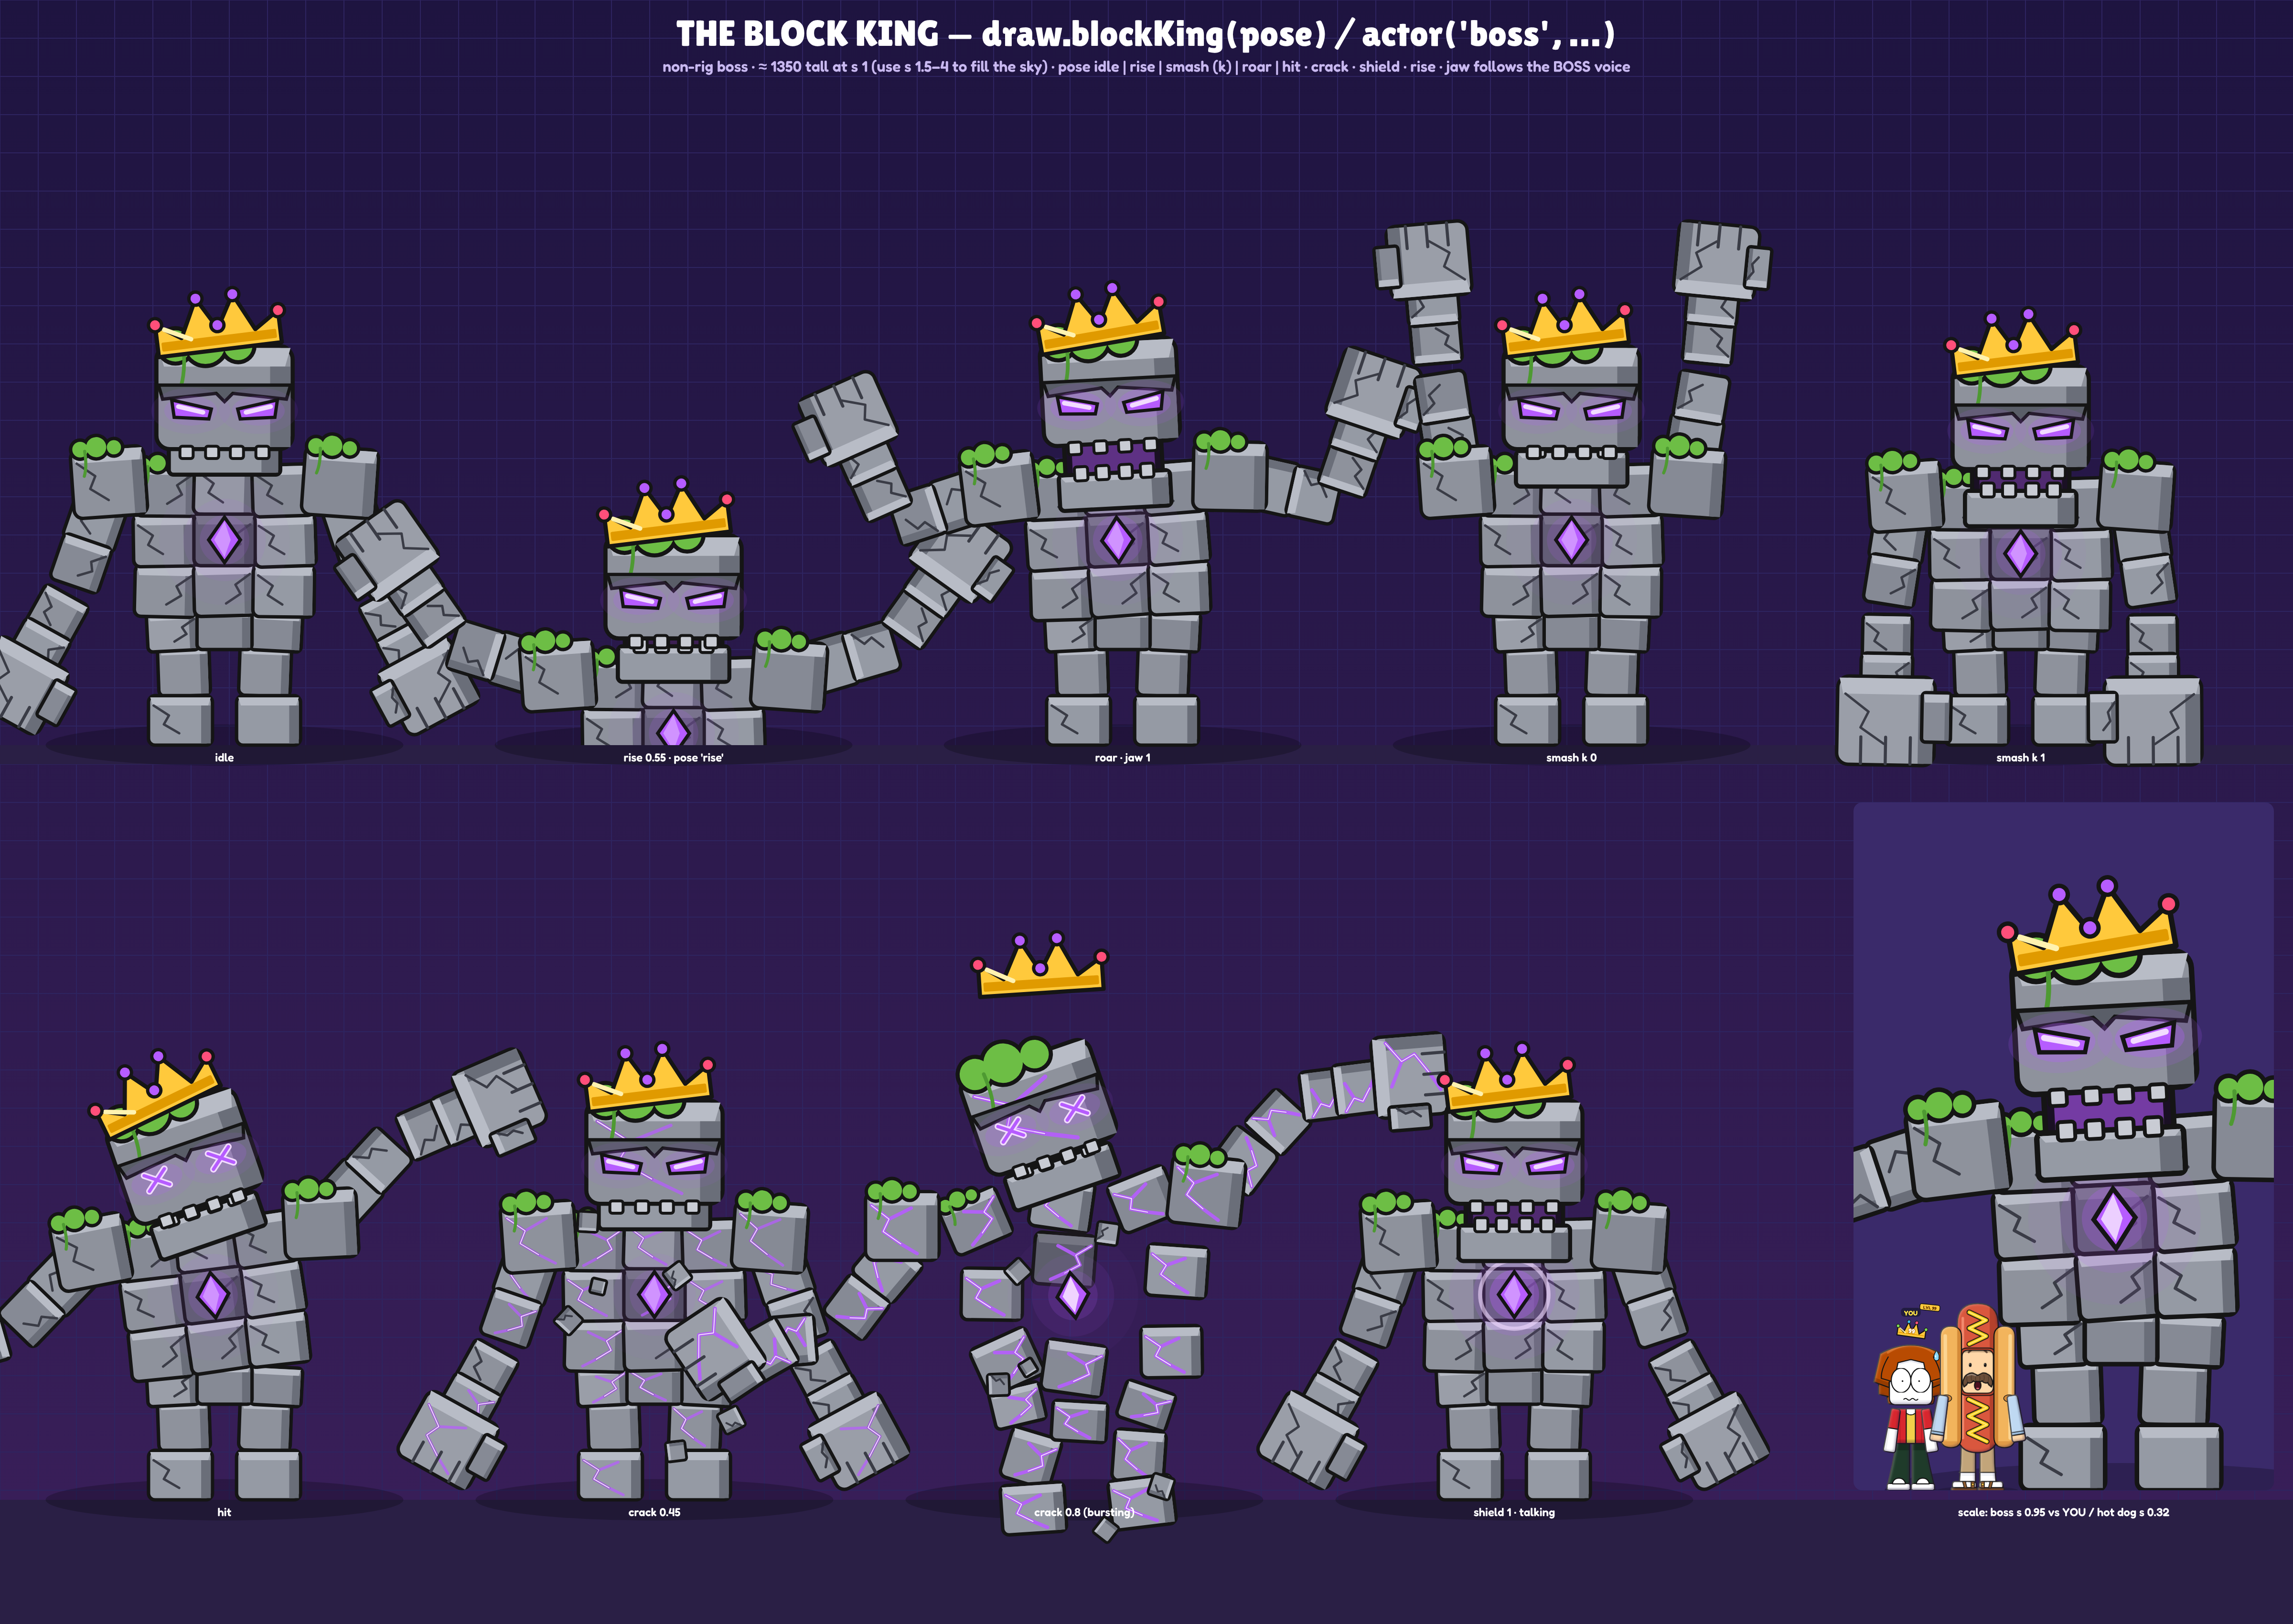 THE BLOCK KING — draw.blockKing(pose) / actor('boss', ...)
non-rig boss · ≈ 1350 tall at s 1 (use s 1.5–4 to fill the sky) · pose idle | rise | smash (k) | roar | hit · crack · shield · rise · jaw follows the BOSS voice
idle
rise 0.55 · pose 'rise'
roar · jaw 1
smash k 0
smash k 1
YOU
hit
crack 0.45
crack 0.8 (bursting)
shield 1 · talking
scale: boss s 0.95 vs YOU / hot dog s 0.32